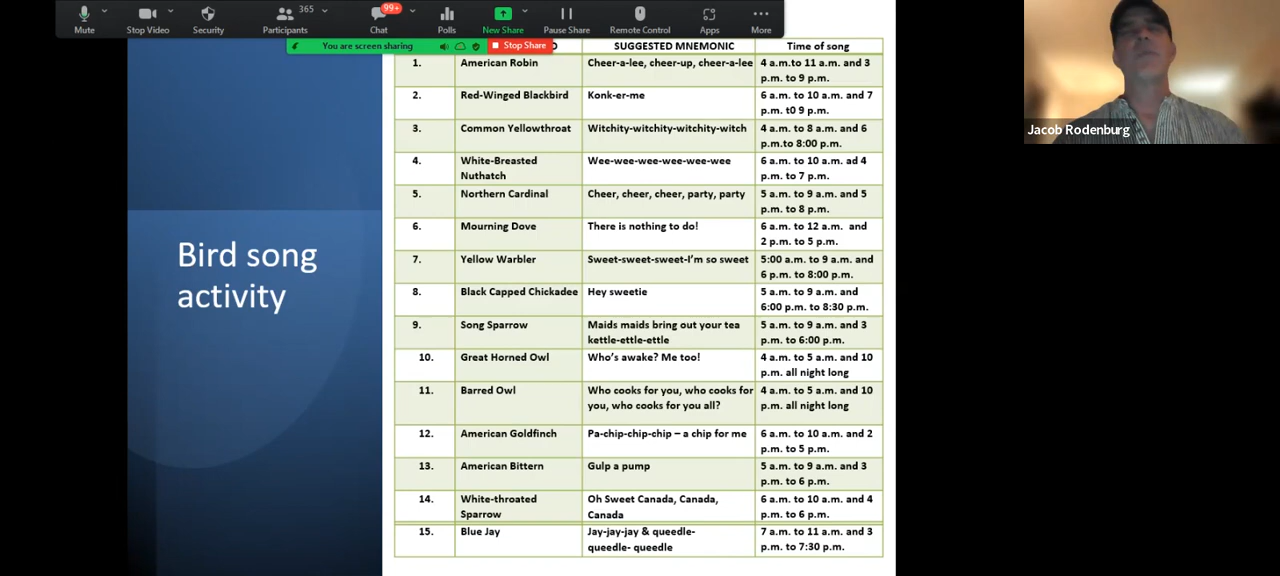 365
99+
Mute
Stop Video
Security
Participants
Chat
Polls
New Share
Pause Share
Remote Control
Apps
More
You are screen sharing
Stop Share
Jacob Rodenburg
Bird song
activity
SUGGESTED MNEMONIC
Time of song
1. American Robin Cheer-a-lee, cheer-up, cheer-a-lee 4 a.m.to 11 a.m. and 3
p.m. to 9 p.m.
2. Red-Winged Blackbird Konk-er-me 6 a.m. to 10 a.m. and 7
p.m. t0 9 p.m.
3. Common Yellowthroat Witchity-witchity-witchity-witch 4 a.m. to 8 a.m. and 6
p.m.to 8:00 p.m.
4. White-Breasted Wee-wee-wee-wee-wee-wee 6 a.m. to 10 a.m. ad 4
Nuthatch p.m. to 7 p.m.
5. Northern Cardinal Cheer, cheer, cheer, party, party 5 a.m. to 9 a.m. and 5
p.m. to 8 p.m.
6. Mourning Dove There is nothing to do! 6 a.m. to 12 a.m. and
2 p.m. to 5 p.m.
7. Yellow Warbler Sweet-sweet-sweet-I'm so sweet 5:00 a.m. to 9 a.m. and
6 p.m. to 8:00 p.m.
8. Black Capped Chickadee Hey sweetie 5 a.m. to 9 a.m. and
6:00 p.m. to 8:30 p.m.
9. Song Sparrow Maids maids bring out your tea 5 a.m. to 9 a.m. and 3
kettle-ettle-ettle p.m. to 6:00 p.m.
10. Great Horned Owl Who's awake? Me too! 4 a.m. to 5 a.m. and 10
p.m. all night long
11. Barred Owl Who cooks for you, who cooks for 4 a.m. to 5 a.m. and 10
you, who cooks for you all? p.m. all night long
12. American Goldfinch Pa-chip-chip-chip – a chip for me 6 a.m. to 10 a.m. and 2
p.m. to 5 p.m.
13. American Bittern Gulp a pump 5 a.m. to 9 a.m. and 3
p.m. to 6 p.m.
14. White-throated Oh Sweet Canada, Canada, 6 a.m. to 10 a.m. and 4
Sparrow Canada p.m. to 6 p.m.
15. Blue Jay Jay-jay-jay & queedle- 7 a.m. to 11 a.m. and 3
queedle- queedle p.m. to 7:30 p.m.